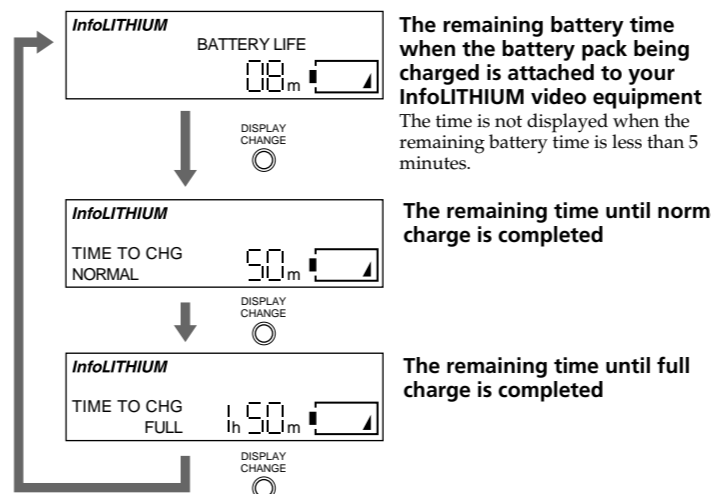 InfoLITHIUM
BATTERY LIFE
08m
The remaining battery time
when the battery pack being
charged is attached to your
InfoLITHIUM video equipment
The time is not displayed when the
remaining battery time is less than 5
minutes.
DISPLAY
CHANGE
InfoLITHIUM
TIME TO CHG
NORMAL
50m
The remaining time until norm
charge is completed
DISPLAY
CHANGE
InfoLITHIUM
TIME TO CHG
FULL
1h50m
The remaining time until full
charge is completed
DISPLAY
CHANGE